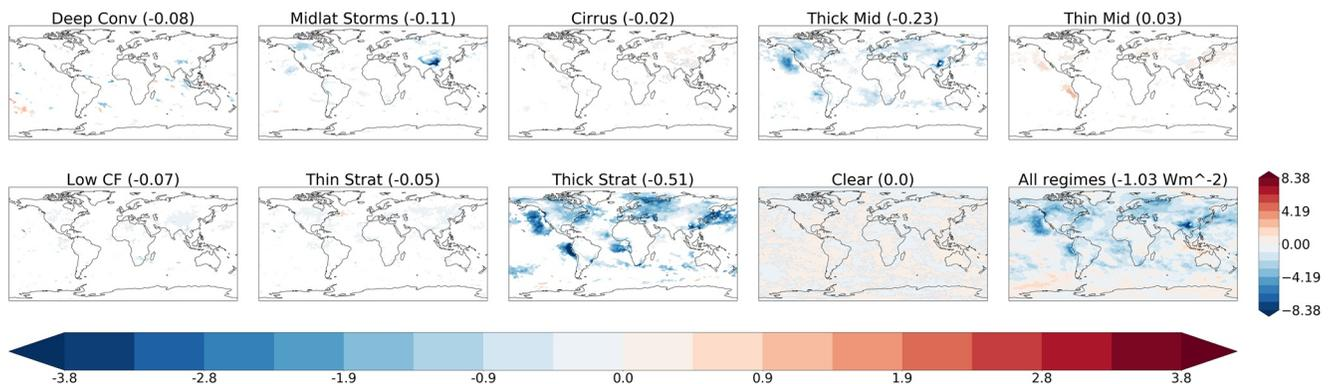 Deep Conv (-0.08)
Midlat Storms (-0.11)
Cirrus (-0.02)
Thick Mid (-0.23)
Thin Mid (0.03)
Low CF (-0.07)
Thin Strat (-0.05)
Thick Strat (-0.51)
Clear (0.0)
All regimes (-1.03 Wm^-2)
8.38
4.19
0.00
−4.19
−8.38
-3.8 -2.8 -1.9 -0.9 0.0 0.9 1.9 2.8 3.8